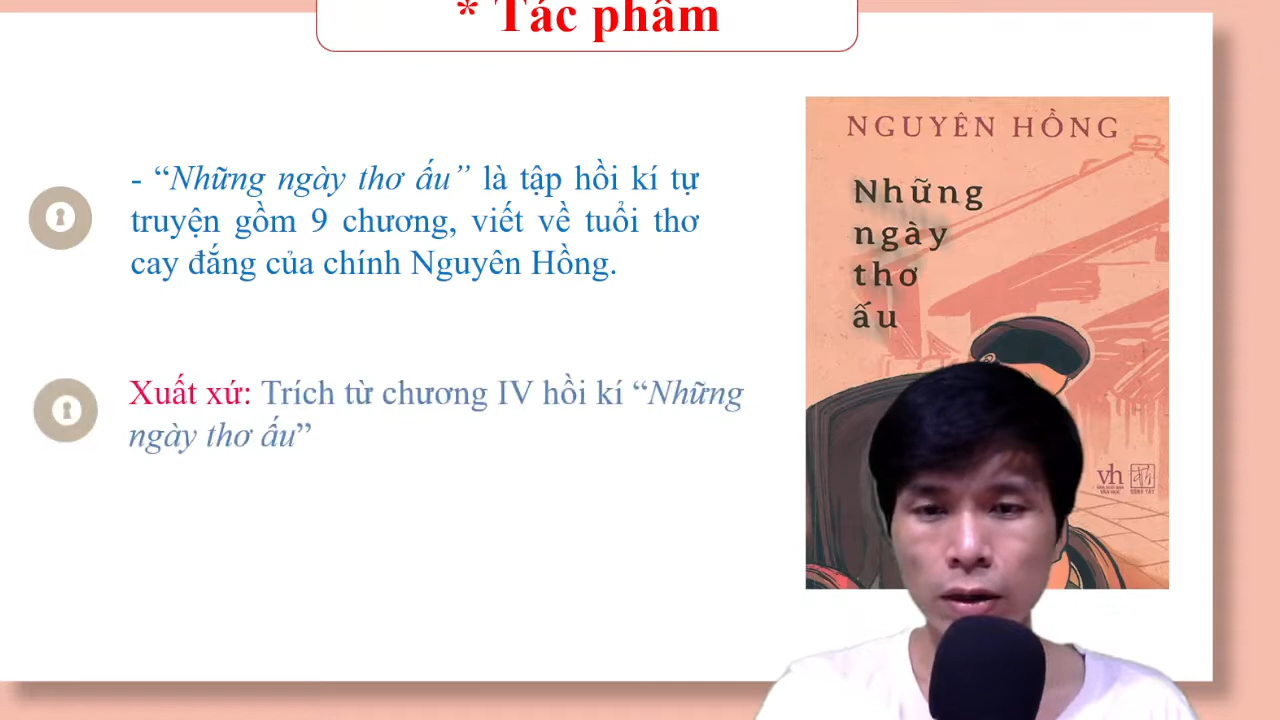 * Tác phẩm
- “Những ngày thơ ấu” là tập hồi kí tự
truyện gồm 9 chương, viết về tuổi thơ
cay đắng của chính Nguyên Hồng.
Xuất xứ: Trích từ chương IV hồi kí “Những
ngày thơ ấu”
NGUYÊN HỒNG
Những
ngày
thơ
ấu
vh